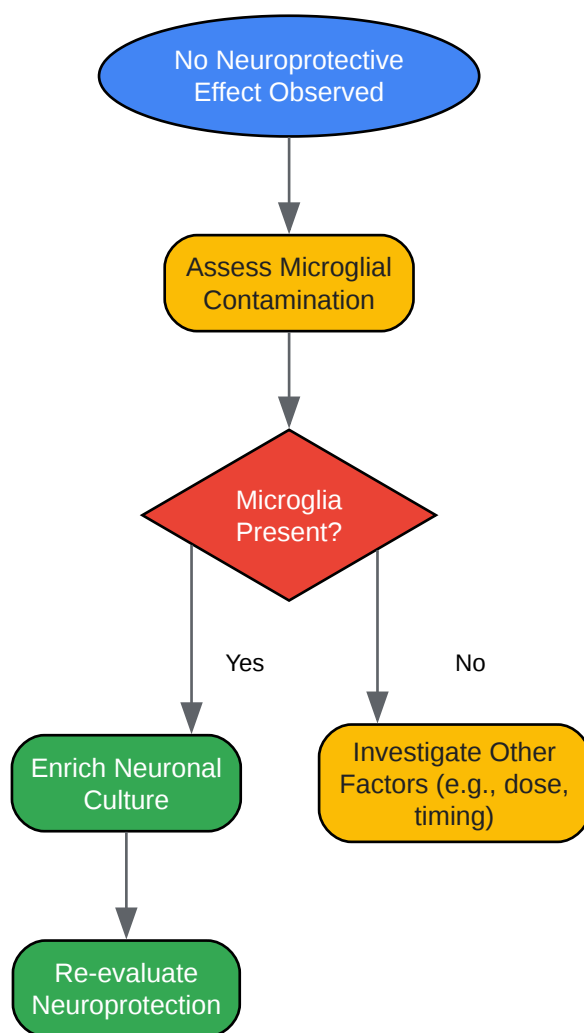 No Neuroprotective
Effect Observed
Assess Microglial
Contamination
Microglia
Present?
Yes
No
Enrich Neuronal
Culture
Investigate Other
Factors (e.g., dose,
timing)
Re-evaluate
Neuroprotection